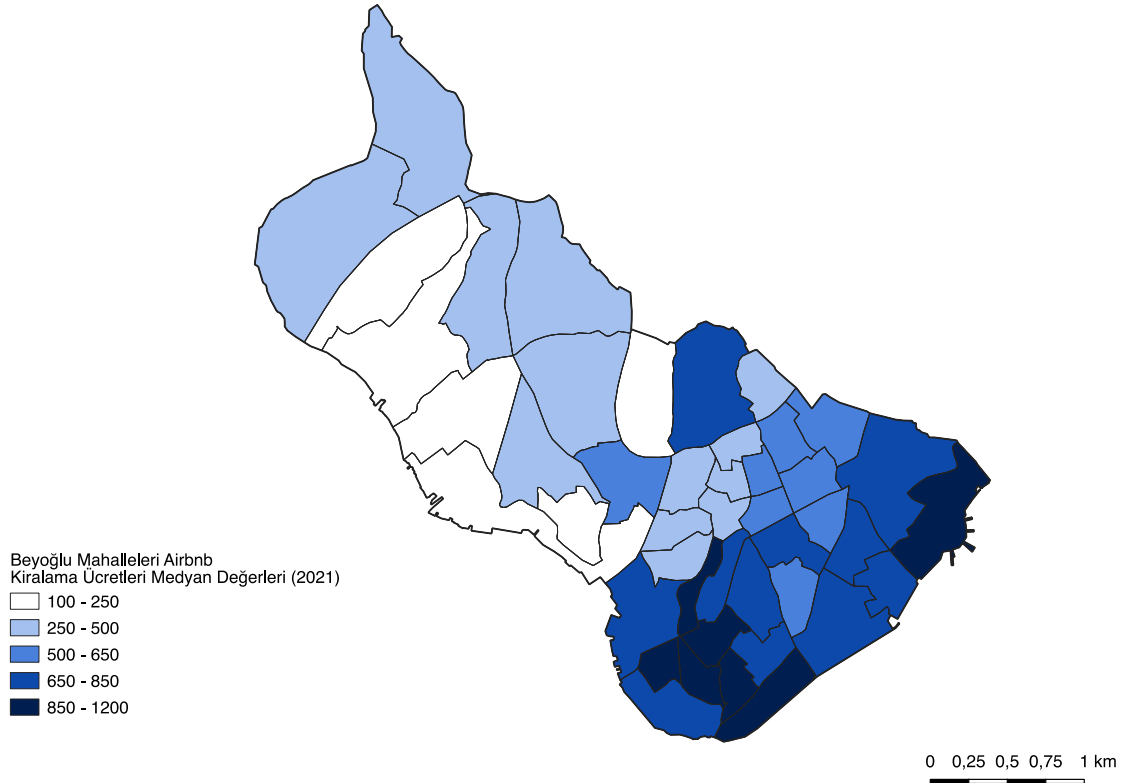 Beyoğlu Mahalleleri Airbnb
Kiralama Ücretleri Medyan Değerleri (2021)
100 - 250
250 - 500
500 - 650
650 - 850
850 - 1200
0 0,25 0,5 0,75 1 km